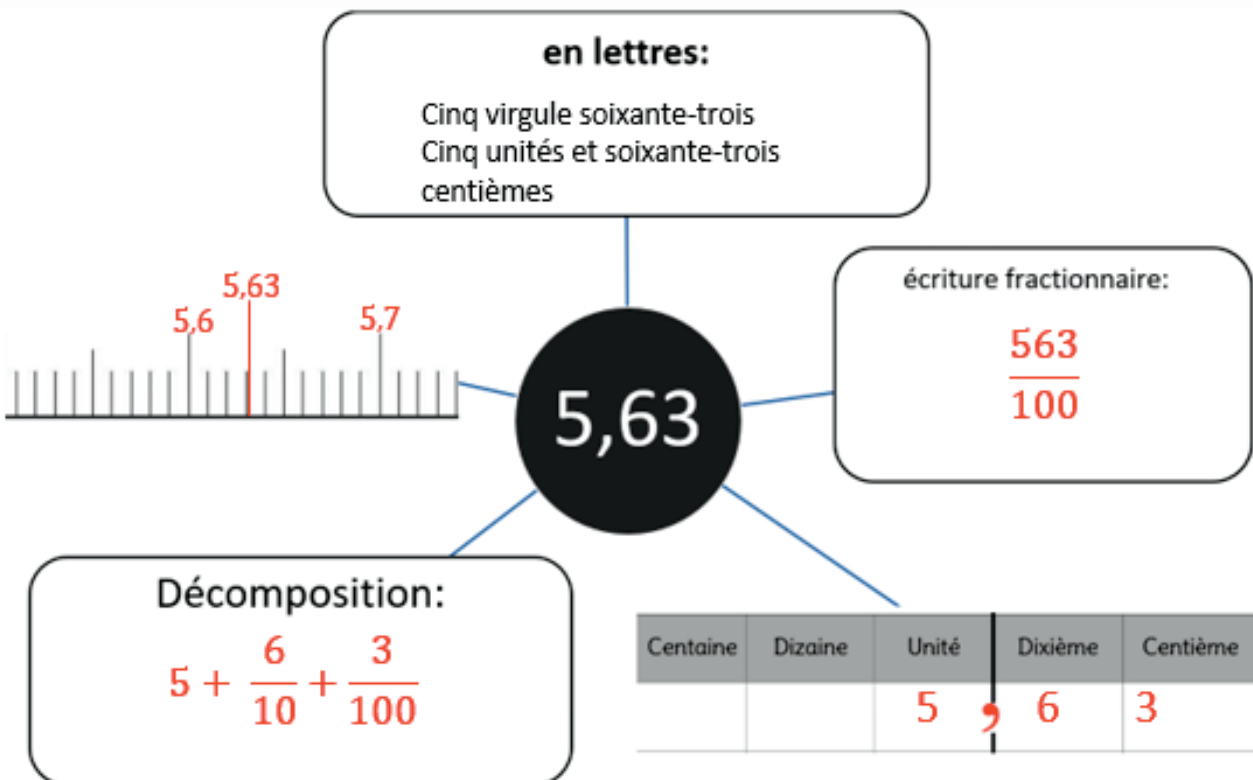 en lettres:
Cinq virgule soixante-trois
Cinq unités et soixante-trois
centièmes
5,63
5,6
5,7
écriture fractionnaire:
563
100
5,63
Décomposition:
5 + 6/10 + 3/100
Centaine Dizaine Unité Dixième Centième
5 , 6 3